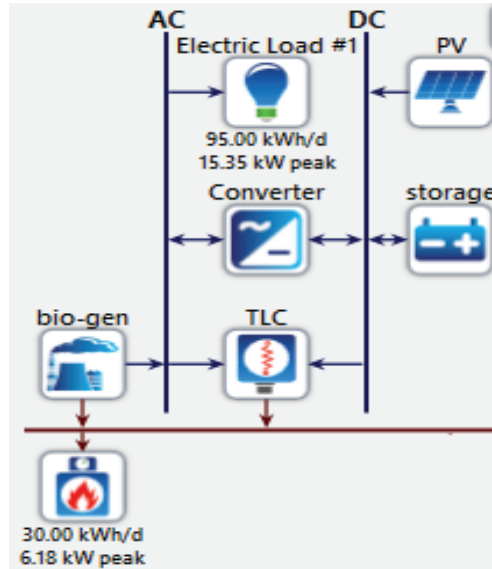 AC DC
Electric Load #1 PV
95.00 kWh/d
15.35 kW peak
Converter storage
bio-gen TLC
30.00 kWh/d
6.18 kW peak